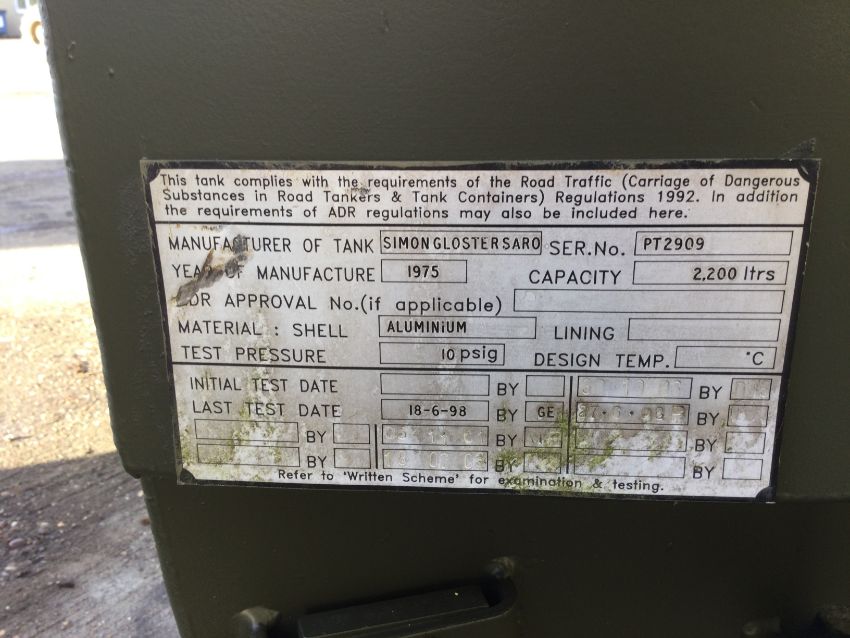 This tank complies with the requirements of the Road Traffic (Carriage of Dangerous
Substances in Road Tankers & Tank Containers) Regulations 1992. In addition
the requirements of ADR regulations may also be included here.
MANUFACTURER OF TANK SIMON GLOSTER SARO SER.No. PT2909
YEAR OF MANUFACTURE 1975 CAPACITY 2,200 ltrs
ADR APPROVAL No.(if applicable)
MATERIAL : SHELL ALUMINIUM LINING
TEST PRESSURE 10 psig DESIGN TEMP. °C
INITIAL TEST DATE BY BY
LAST TEST DATE 18-6-98 BY GE BY
BY BY BY
BY BY BY
Refer to 'Written Scheme' for examination & testing.